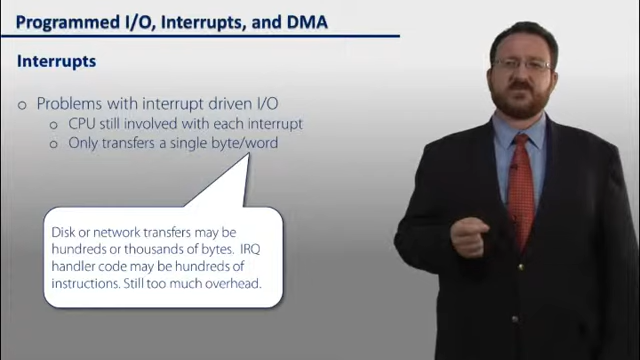 Programmed I/O, Interrupts, and DMA
Interrupts
o Problems with interrupt driven I/O
o CPU still involved with each interrupt
o Only transfers a single byte/word
Disk or network transfers may be
hundreds or thousands of bytes. IRQ
handler code may be hundreds of
instructions. Still too much overhead.